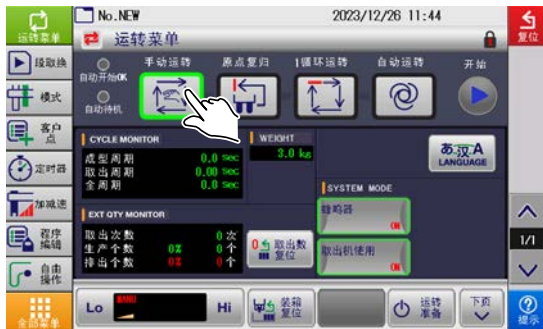 No.NEW 2023/12/26 11:44
运转菜单
运转菜单
复位
手动运转 原点复归 1循环运转 自动运转 开始
自动开始OK
自动待机
段取换
模式
客户点
定时器
加减速
程序编辑
自由操作
全部菜单
CYCLE MONITOR
成型周期 0.0 sec
取出周期 0.00 sec
全周期 0.0 sec
WEIGHT
3.0 kg
あ汉A
LANGUAGE
SYSTEM MODE
蜂鸣器
ON
取出机使用
ON
EXT QTY MONITOR
取出次数 0次
生产个数 0% 0个
排出个数 0% 0个
取出数复位
1/1
Lo Hi
装箱复位
运转准备
下页
提示